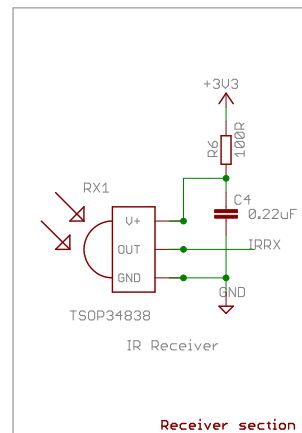 +3V3
R6
100R
RX1
V+
C4
0.22uF
OUT
IRRX
GND
GND
TSOP34838
IR Receiver
Receiver section